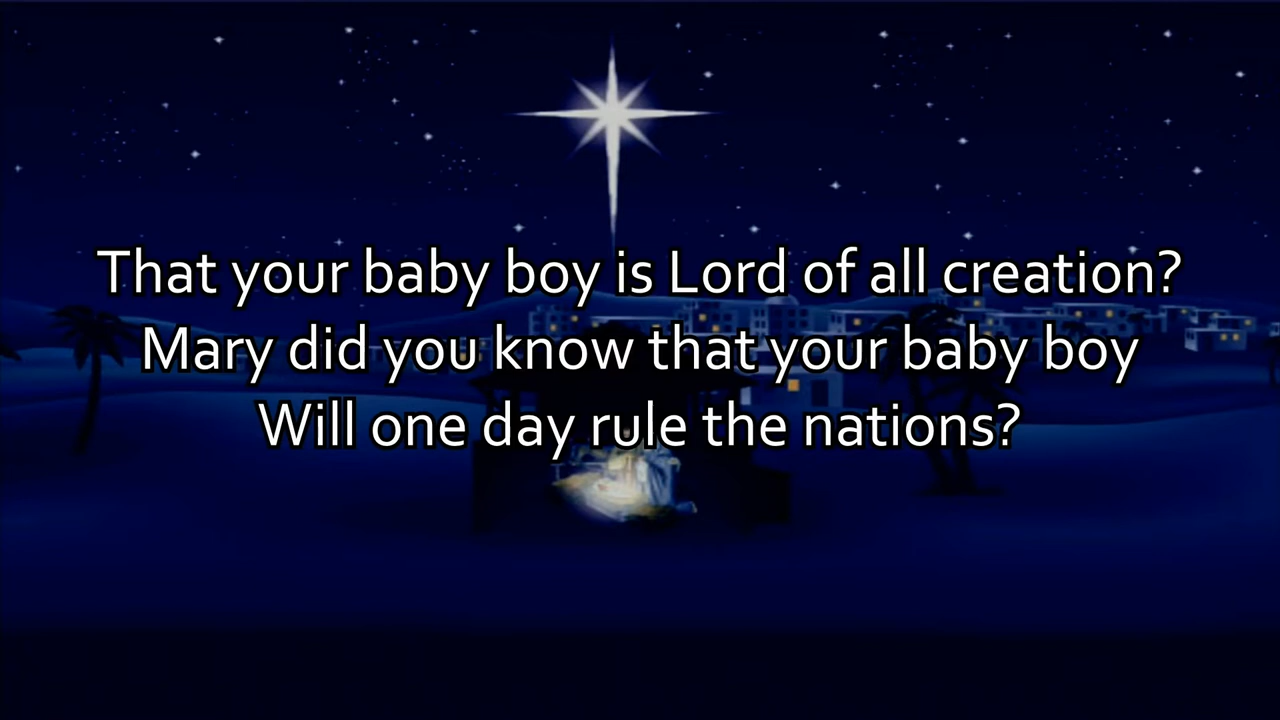 That your baby boy is Lord of all creation?
Mary did you know that your baby boy
Will one day rule the nations?